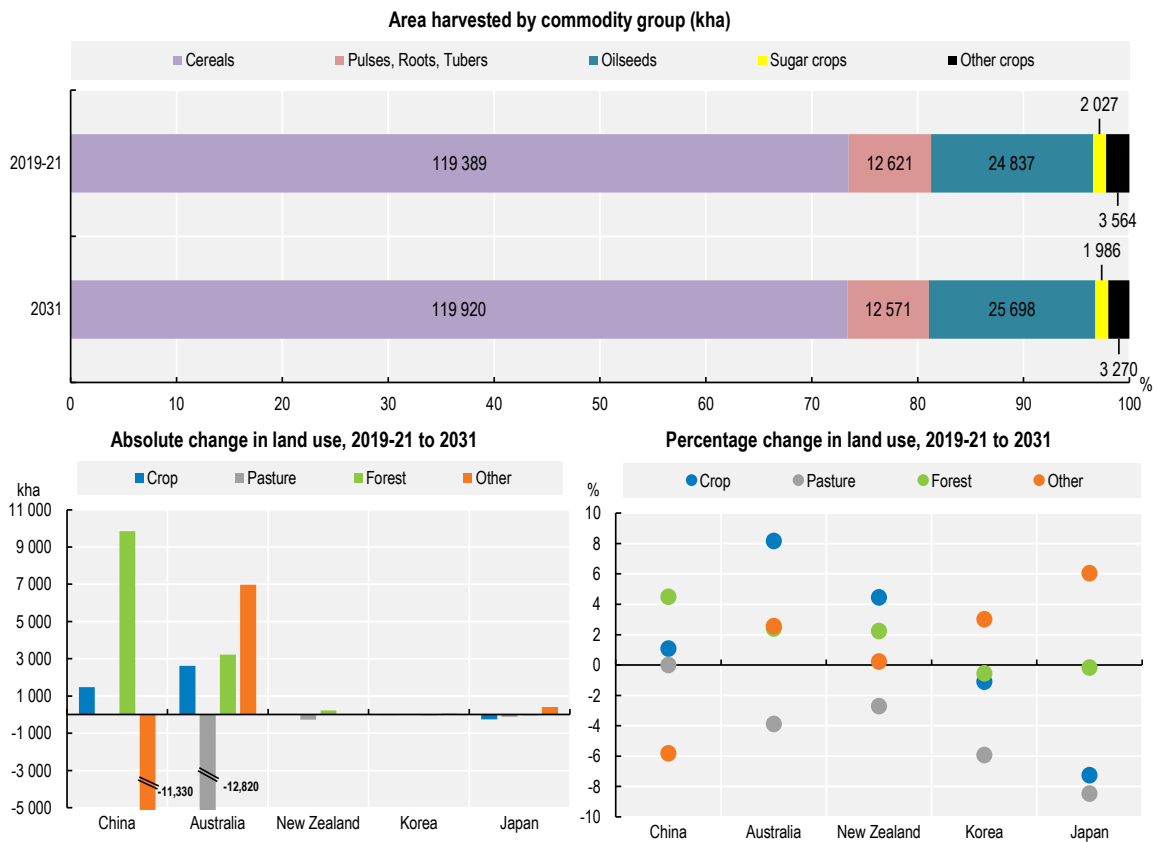 Area harvested by commodity group (kha)
Cereals Pulses, Roots, Tubers Oilseeds Sugar crops Other crops
2 027
2019-21 119 389 12 621 24 837
3 564
1 986
2031 119 920 12 571 25 698
3 270
%
0 10 20 30 40 50 60 70 80 90 100
Absolute change in land use, 2019-21 to 2031
Crop Pasture Forest Other
kha
11 000
9 000
7 000
5 000
3 000
1 000
-1 000
-3 000
-5 000
-11,330
-12,820
China Australia New Zealand Korea Japan
Percentage change in land use, 2019-21 to 2031
Crop Pasture Forest Other
%
10
8
6
4
2
0
-2
-4
-6
-8
-10
China Australia New Zealand Korea Japan